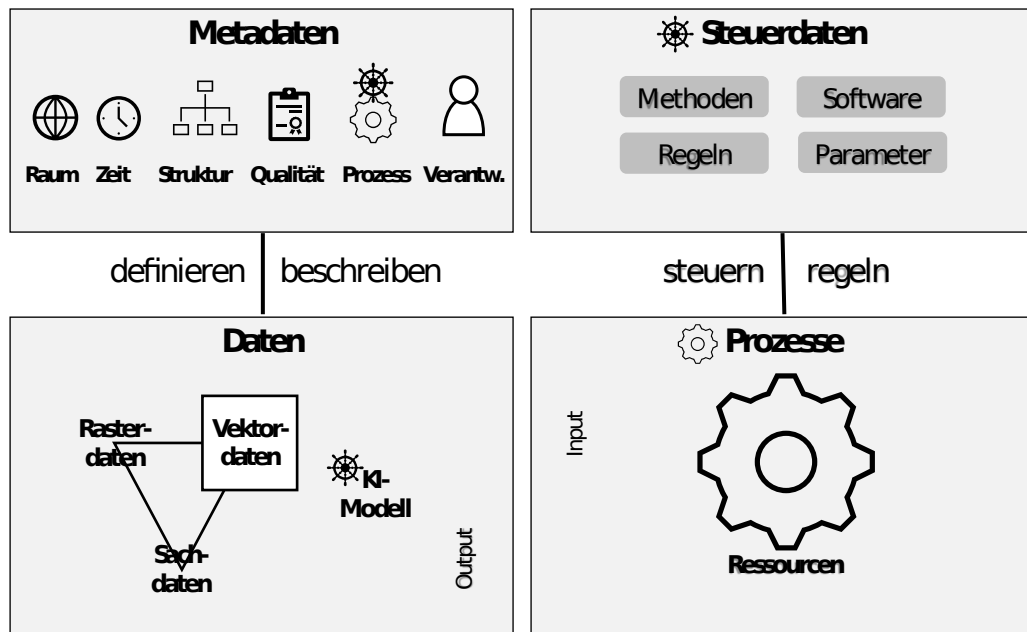 Metadaten
Raum
Zeit
Struktur
Qualität
Prozess
Verantw.
Steuerdaten
Methoden
Software
Regeln
Parameter
definieren
beschreiben
steuern
regeln
Daten
Raster-
daten
Vektor-
daten
KI-
Modell
Sach-
daten
Output
Prozesse
Input
Ressourcen